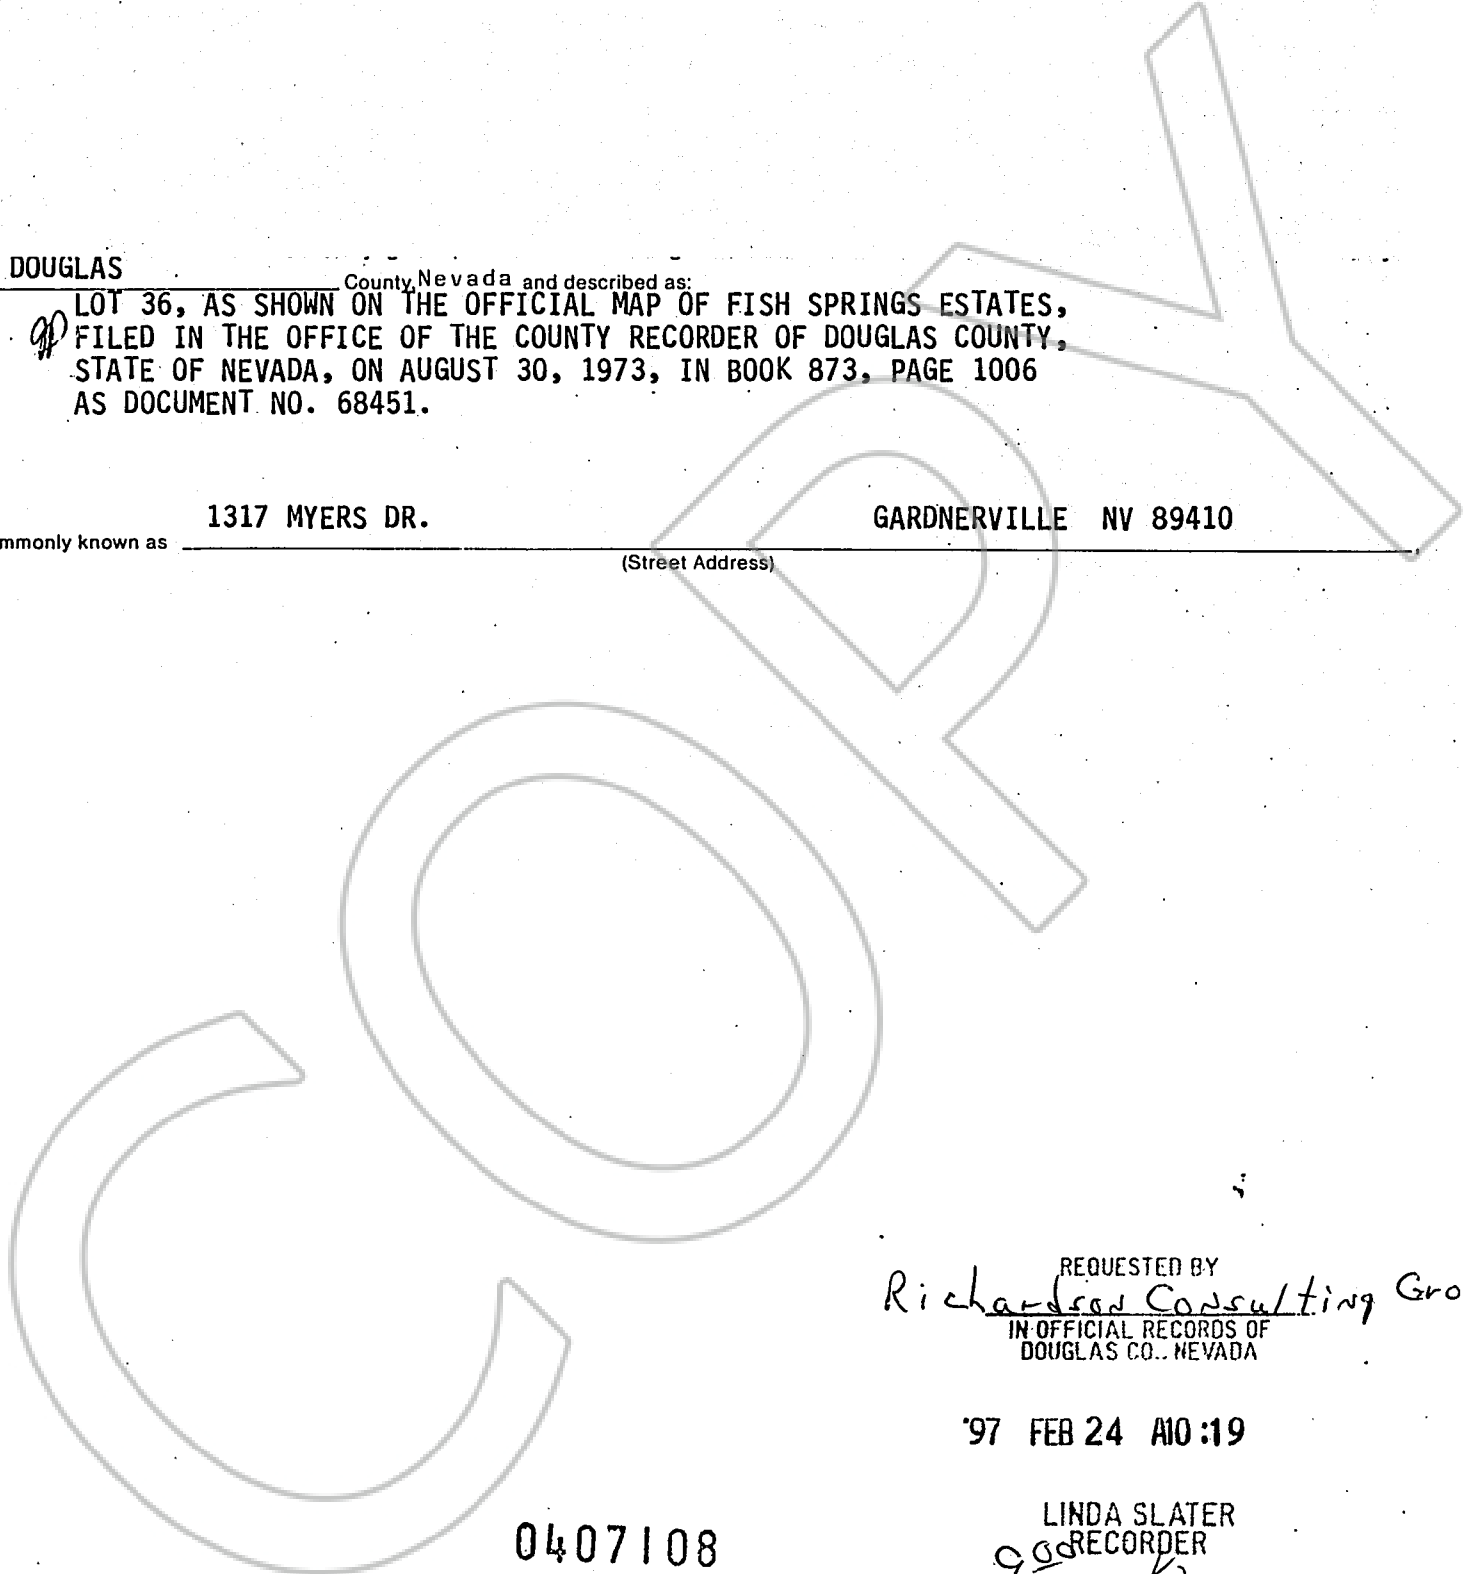 DOUGLAS County, Nevada and described as:
LOT 36, AS SHOWN ON THE OFFICIAL MAP OF FISH SPRINGS ESTATES,
FILED IN THE OFFICE OF THE COUNTY RECORDER OF DOUGLAS COUNTY,
STATE OF NEVADA, ON AUGUST 30, 1973, IN BOOK 873, PAGE 1006
AS DOCUMENT NO. 68451.
1317 MYERS DR. GARDNERVILLE NV 89410
mmonly known as
(Street Address)
COPY
REQUESTED BY
Richardson Consulting Gro
IN OFFICIAL RECORDS OF
DOUGLAS CO., NEVADA
'97 FEB 24 A10:19
LINDA SLATER
RECORDER
0407108